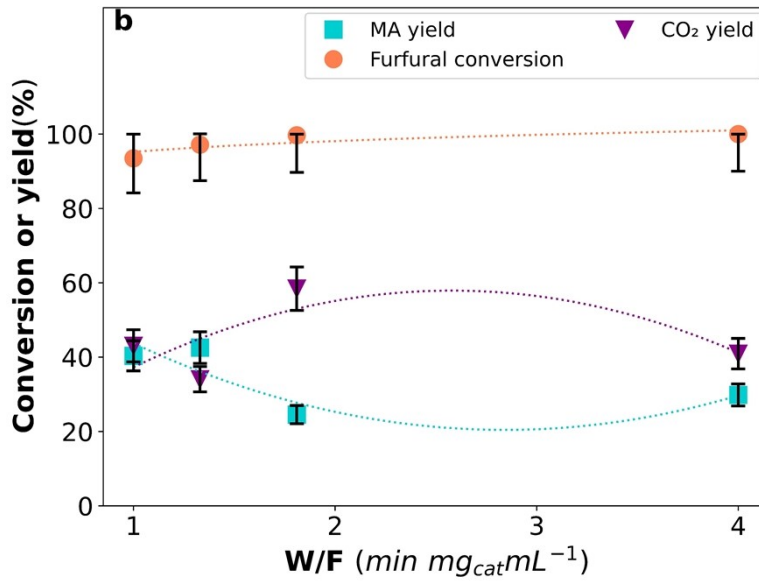 b
MA yield
Furfural conversion
CO₂ yield
Conversion or yield(%)
100
80
60
40
20
0
1
2
3
4
W/F (min mg_cat mL⁻¹)